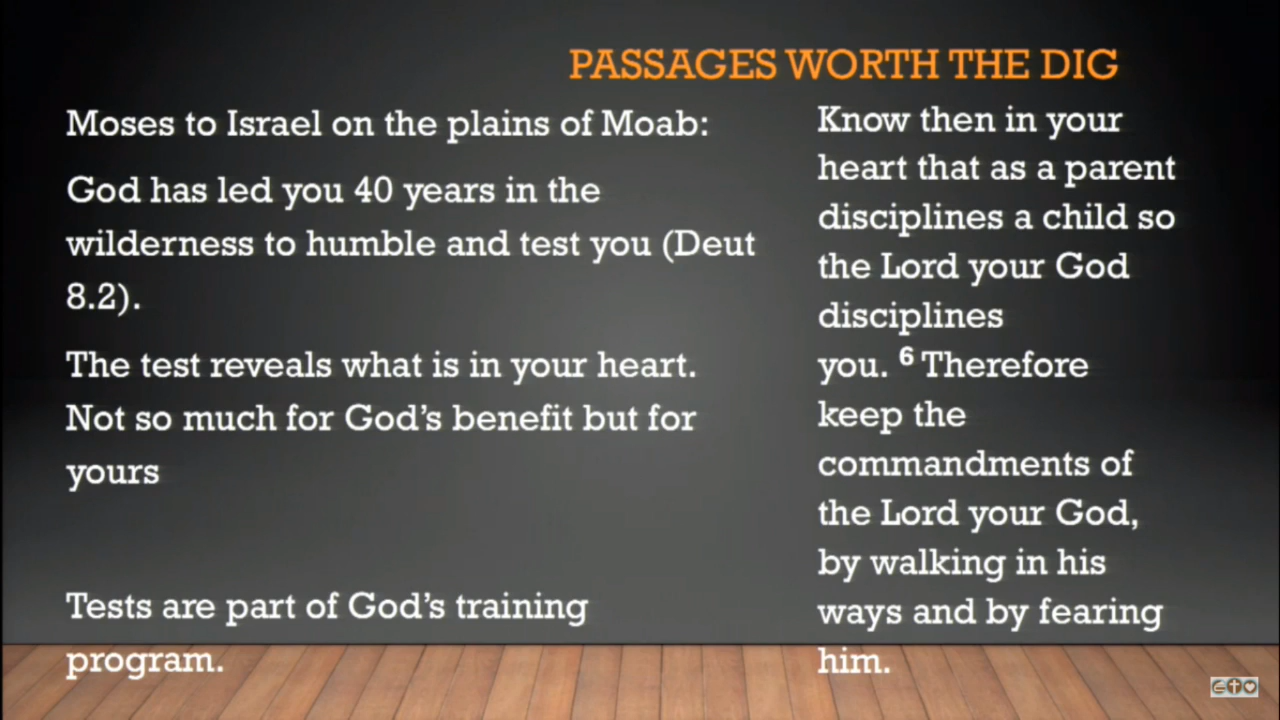 PASSAGES WORTH THE DIG
Moses to Israel on the plains of Moab:
God has led you 40 years in the
wilderness to humble and test you (Deut
8.2).
The test reveals what is in your heart.
Not so much for God's benefit but for
yours
Tests are part of God's training
program.
Know then in your
heart that as a parent
disciplines a child so
the Lord your God
disciplines
you. 6 Therefore
keep the
commandments of
the Lord your God,
by walking in his
ways and by fearing
him.